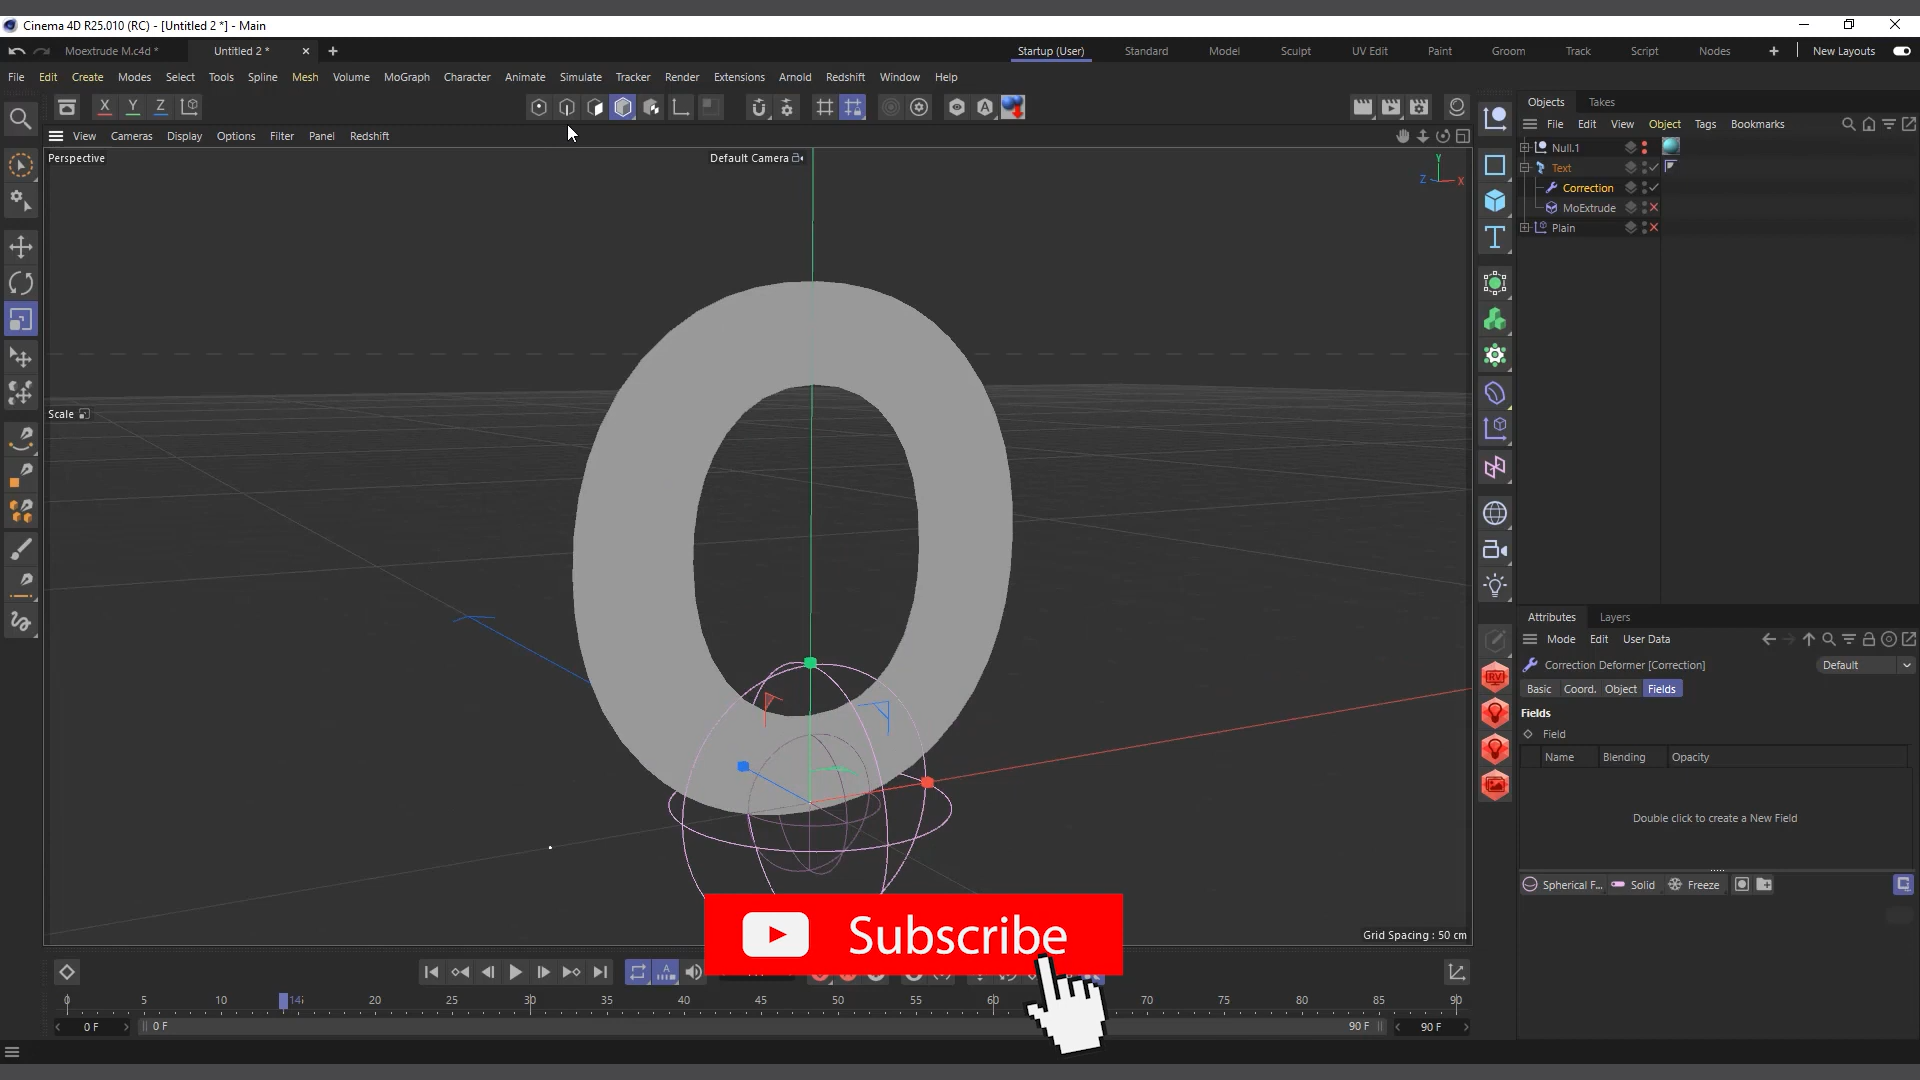 Cinema 4D R25.010 (RC) - [Untitled 2 *] - Main
Moextrude M.c4d *
Untitled 2 *
Startup (User)
Standard
Model
Sculpt
UV Edit
Paint
Groom
Track
Script
Nodes
New Layouts
File
Edit
Create
Modes
Select
Tools
Spline
Mesh
Volume
MoGraph
Character
Animate
Simulate
Tracker
Render
Extensions
Arnold
Redshift
Window
Help
X
Y
Z
View
Cameras
Display
Options
Filter
Panel
Redshift
Perspective
Default Camera
Y
Z
X
Scale
Grid Spacing : 50 cm
Objects
Takes
File
Edit
View
Object
Tags
Bookmarks
Null.1
Text
Correction
MoExtrude
Plain
Attributes
Layers
Mode
Edit
User Data
Correction Deformer [Correction]
Default
Basic
Coord.
Object
Fields
Fields
Field
Name
Blending
Opacity
Double click to create a New Field
Spherical F...
Solid
Freeze
RV
Subscribe
0
5
10
14
20
25
30
35
40
45
50
55
60
70
75
80
85
90
0 F
0 F
90 F
90 F